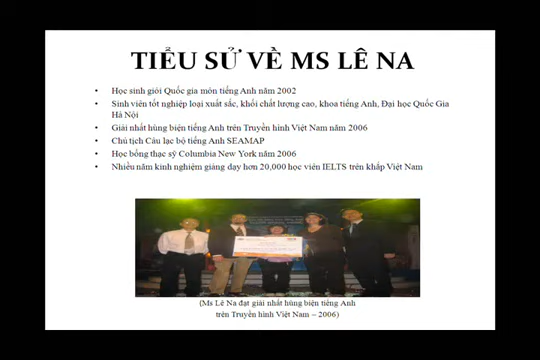 TIỂU SỬ VỀ MS LÊ NA
• Học sinh giỏi Quốc gia môn tiếng Anh năm 2002
• Sinh viên tốt nghiệp loại xuất sắc, khối chất lượng cao, khoa tiếng Anh, Đại học Quốc Gia
Hà Nội
• Giải nhất hùng biện tiếng Anh trên Truyền hình Việt Nam năm 2006
• Chủ tịch Câu lạc bộ tiếng Anh SEAMAP
• Học bổng thạc sỹ Columbia New York năm 2006
• Nhiều năm kinh nghiệm giảng dạy hơn 20,000 học viên IELTS trên khắp Việt Nam
(Ms Lê Na đạt giải nhất hùng biện tiếng Anh
trên Truyền hình Việt Nam – 2006)